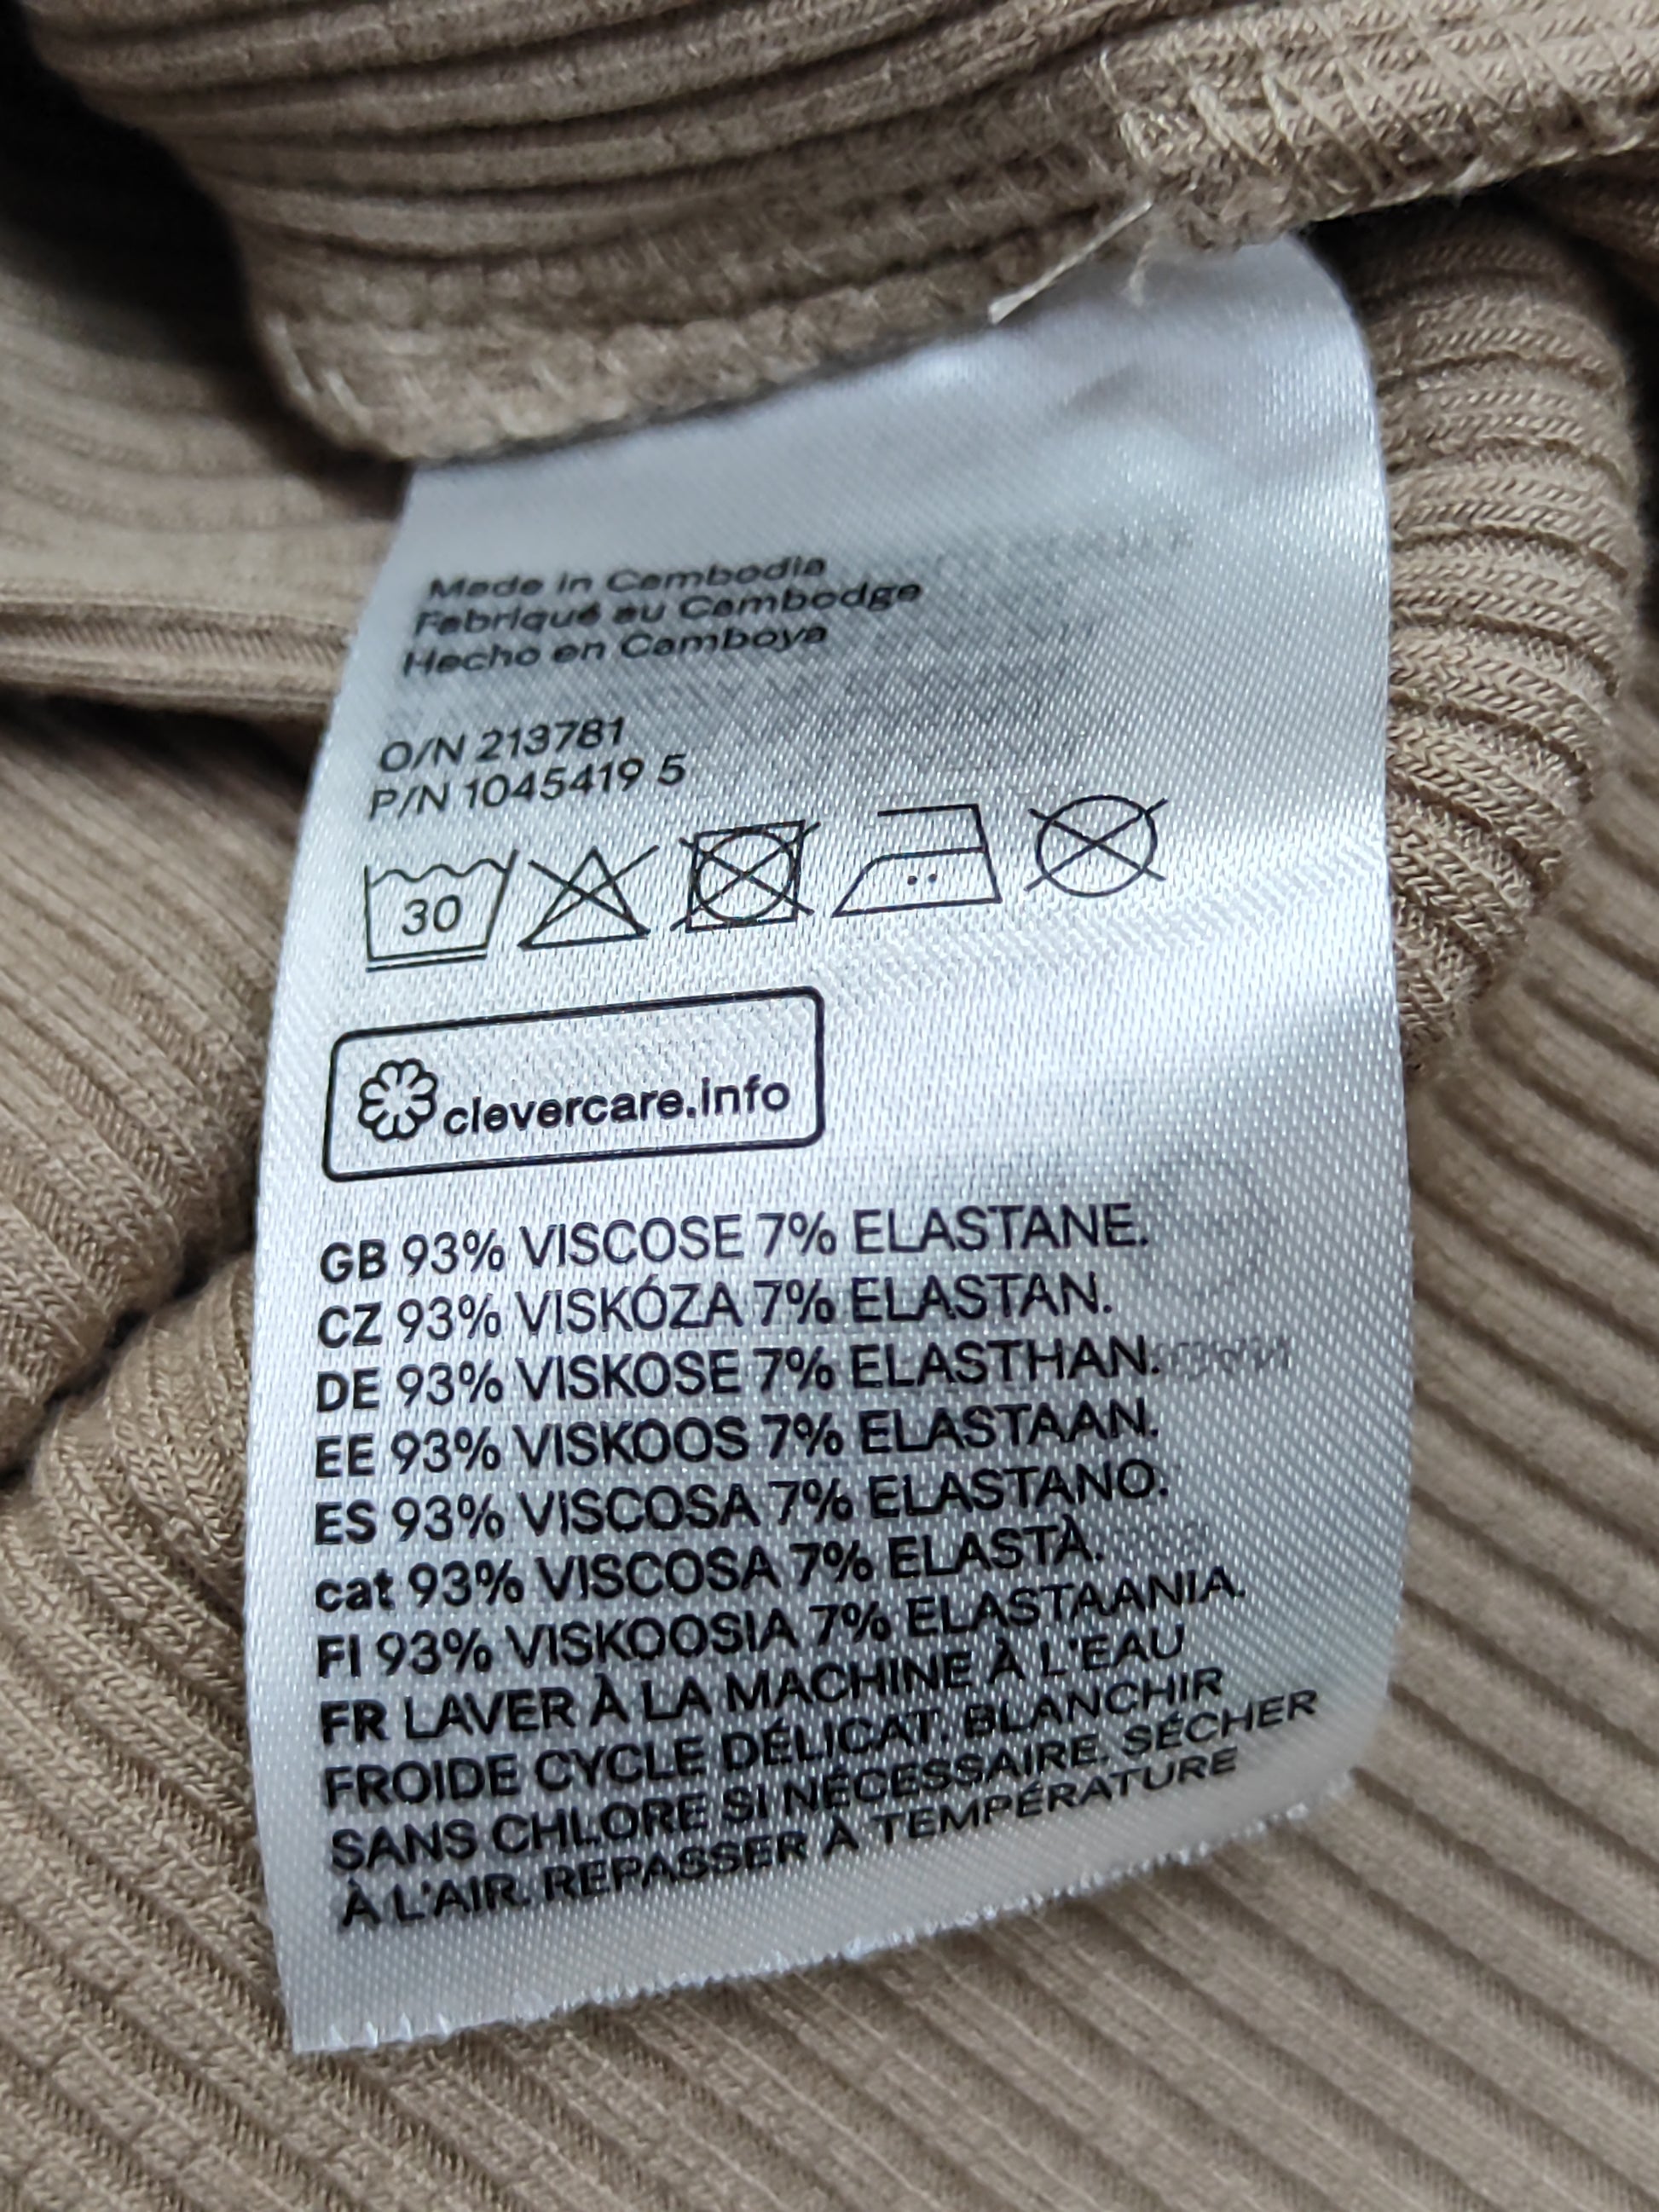 Made in Cambodia
Fabriqué au Cambodge
Hecho en Camboya
O/N 213781
P/N 1045419 5
30
clevercare.info
GB 93% VISCOSE 7% ELASTANE.
CZ 93% VISKÓZA 7% ELASTAN.
DE 93% VISKOSE 7% ELASTHAN.
EE 93% VISKOOS 7% ELASTAAN.
ES 93% VISCOSA 7% ELASTANO.
cat 93% VISCOSA 7% ELASTÀ.
FI 93% VISKOOSIA 7% ELASTAANIA.
FR LAVER À LA MACHINE À L'EAU
FROIDE CYCLE DÉLICAT. BLANCHIR
SANS CHLORE SI NÉCESSAIRE. SÉCHER
À L'AIR. REPASSER À TEMPÉRATURE